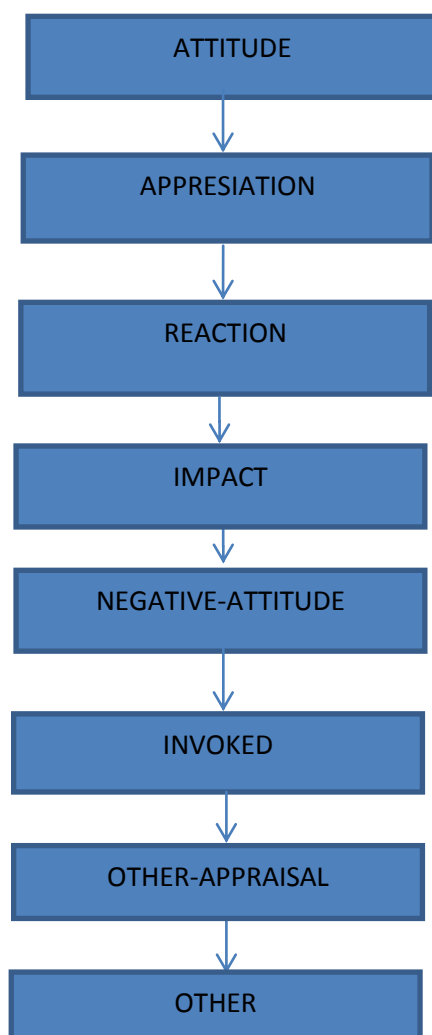 ATTITUDE
APPRESIATION
REACTION
IMPACT
NEGATIVE-ATTITUDE
INVOKED
OTHER-APPRAISAL
OTHER